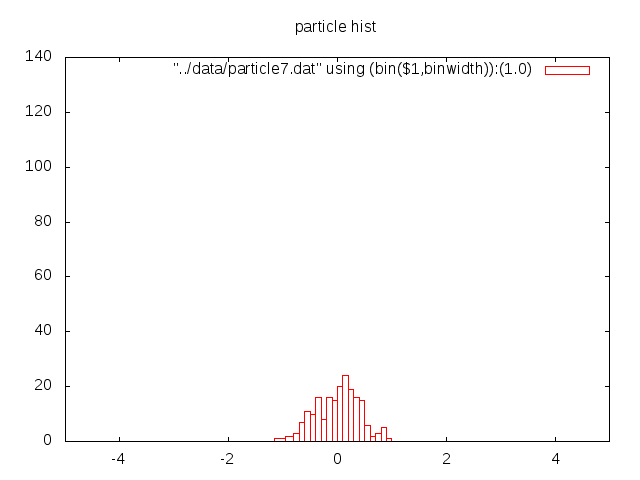 particle hist
"../data/particle7.dat" using (bin($1,binwidth)):(1.0)
140
120
100
80
60
40
20
0
-4 -2 0 2 4